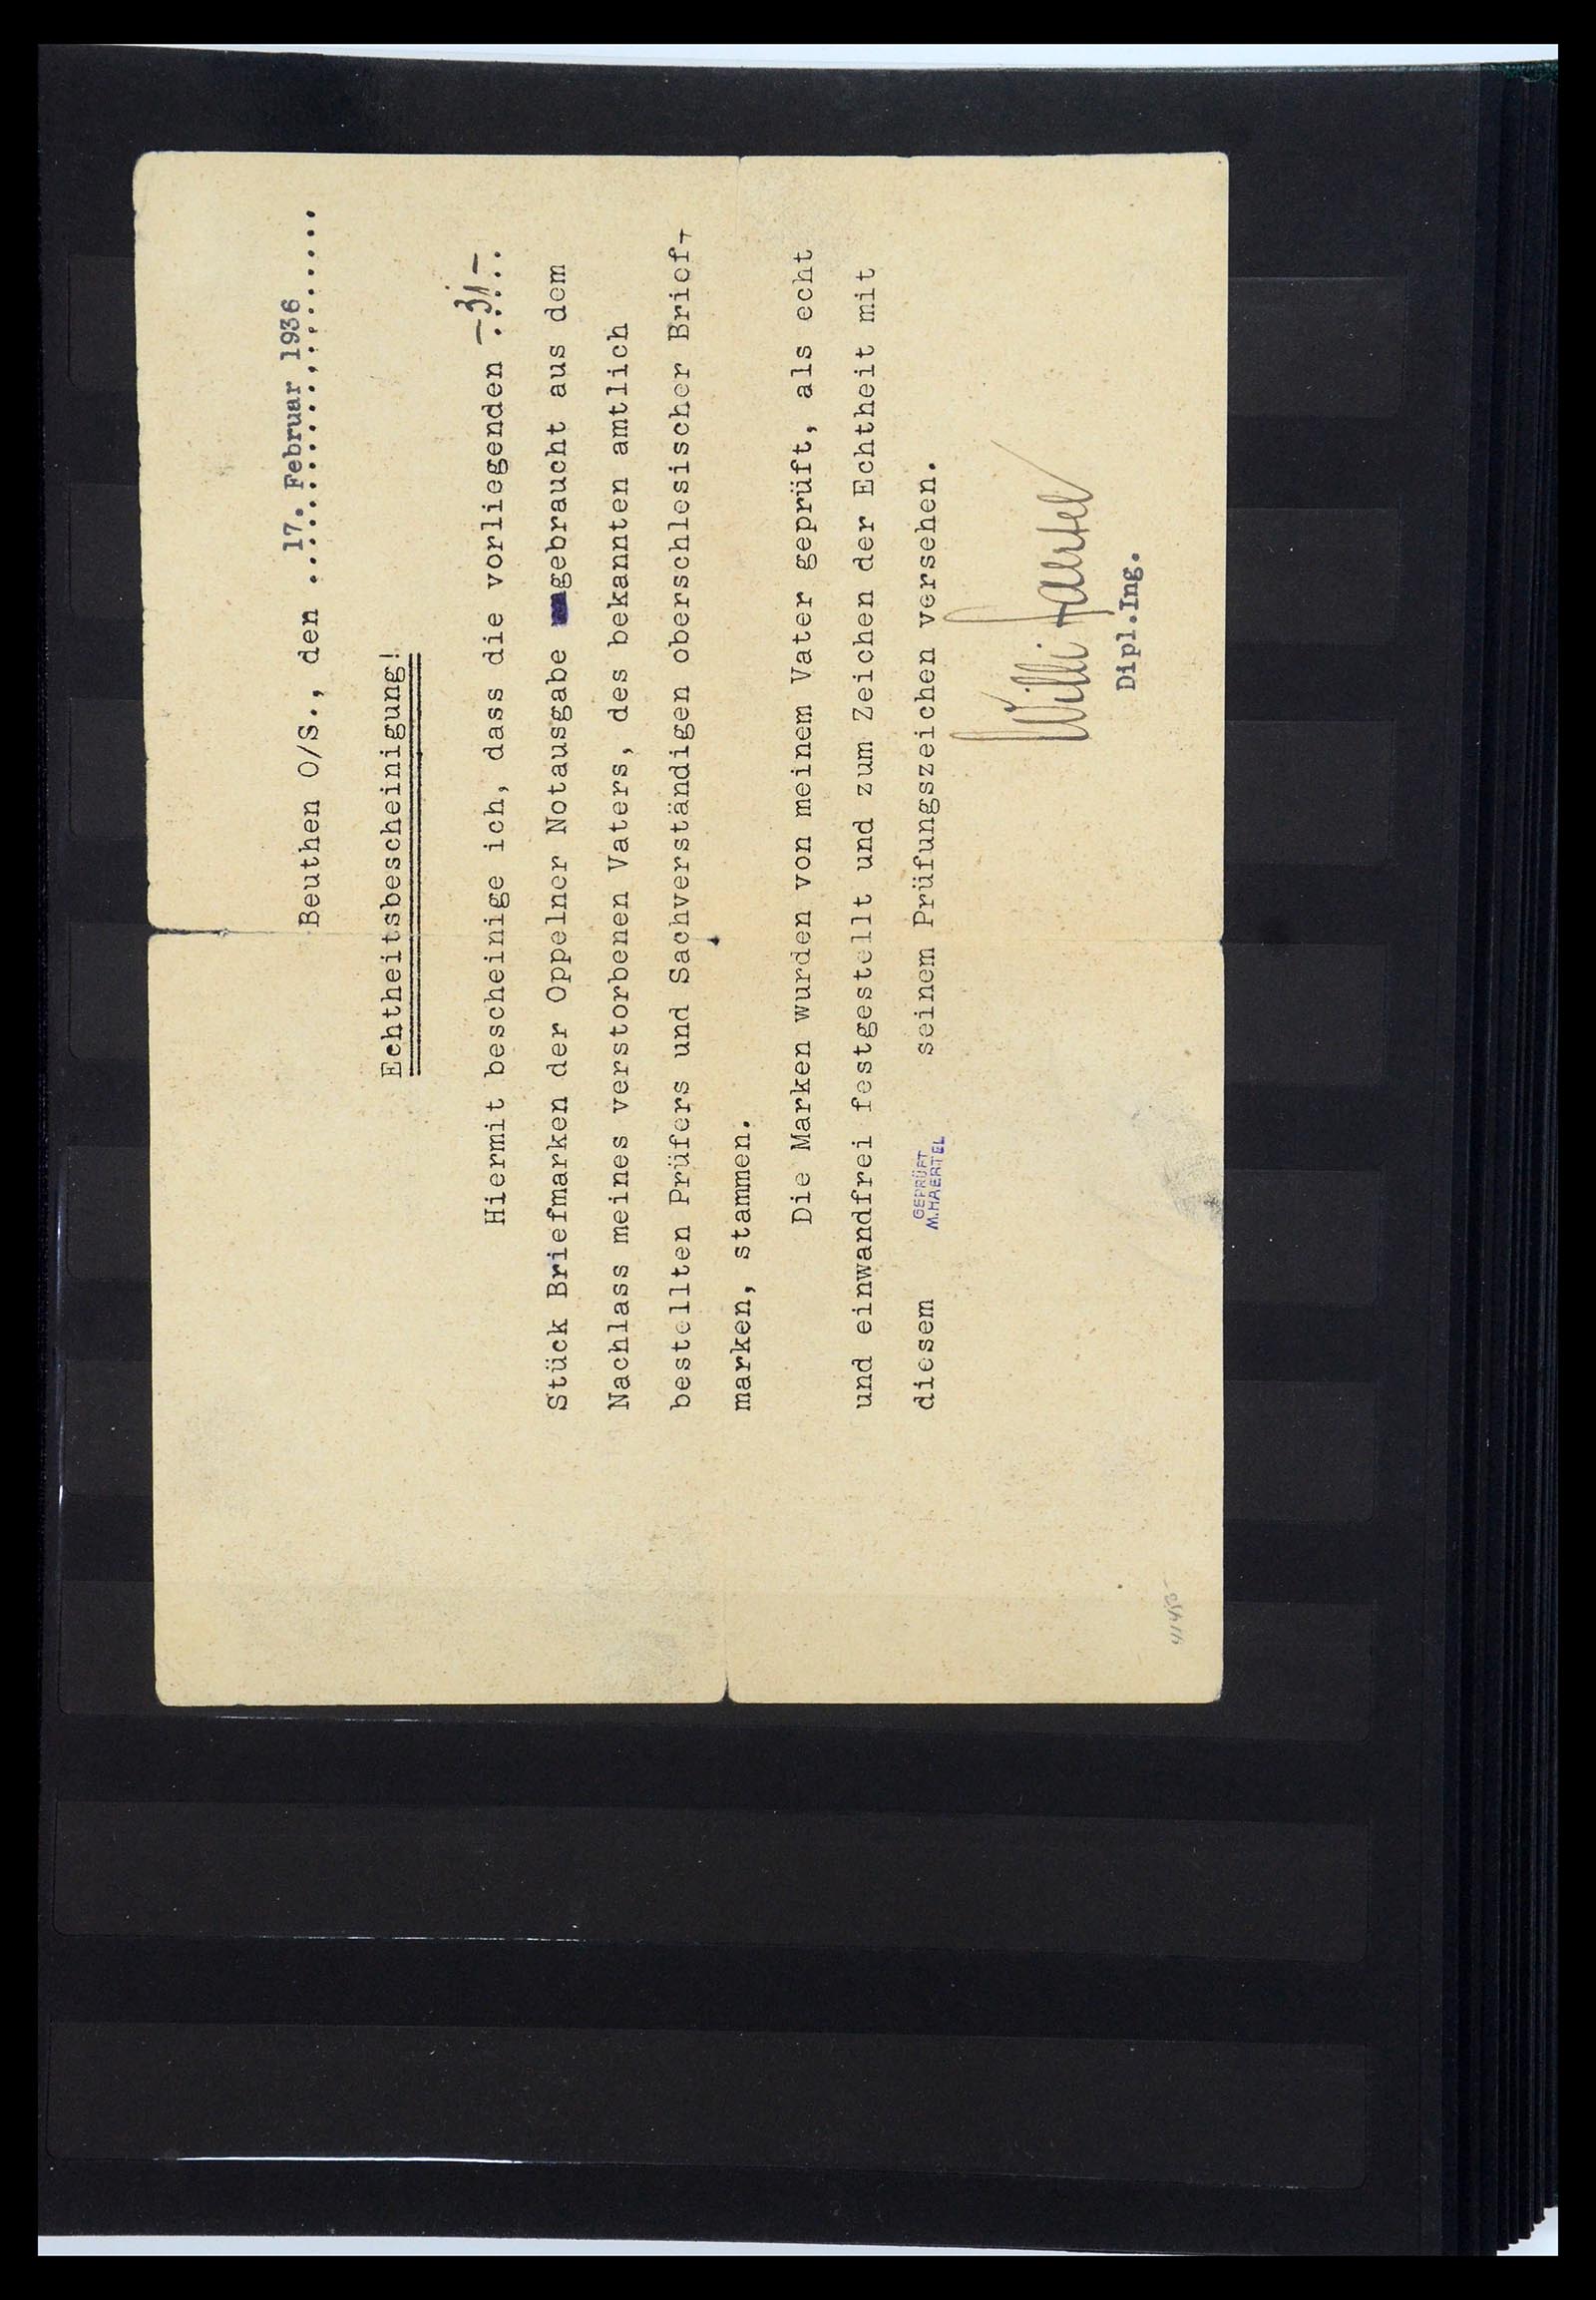 Beuthen O/S., den ....17. Februar 1936........
Echtheitsbescheinigung!
Hiermit bescheinige ich, dass die vorliegenden -31-
Stück Briefmarken der Oppelner Notausgabe gebraucht aus dem
Nachlass meines verstorbenen Vaters, des bekannten amtlich
bestellten Prüfers und Sachverständigen oberschlesischer Brief-
marken, stammen.
Die Marken wurden von meinem Vater geprüft, als echt
und einwandfrei festgestellt und zum Zeichen der Echtheit mit
diesem GEPRÜFT seinem Prüfungszeichen versehen.
M.HAERTEL
Willi Haertel
Dipl.Ing.